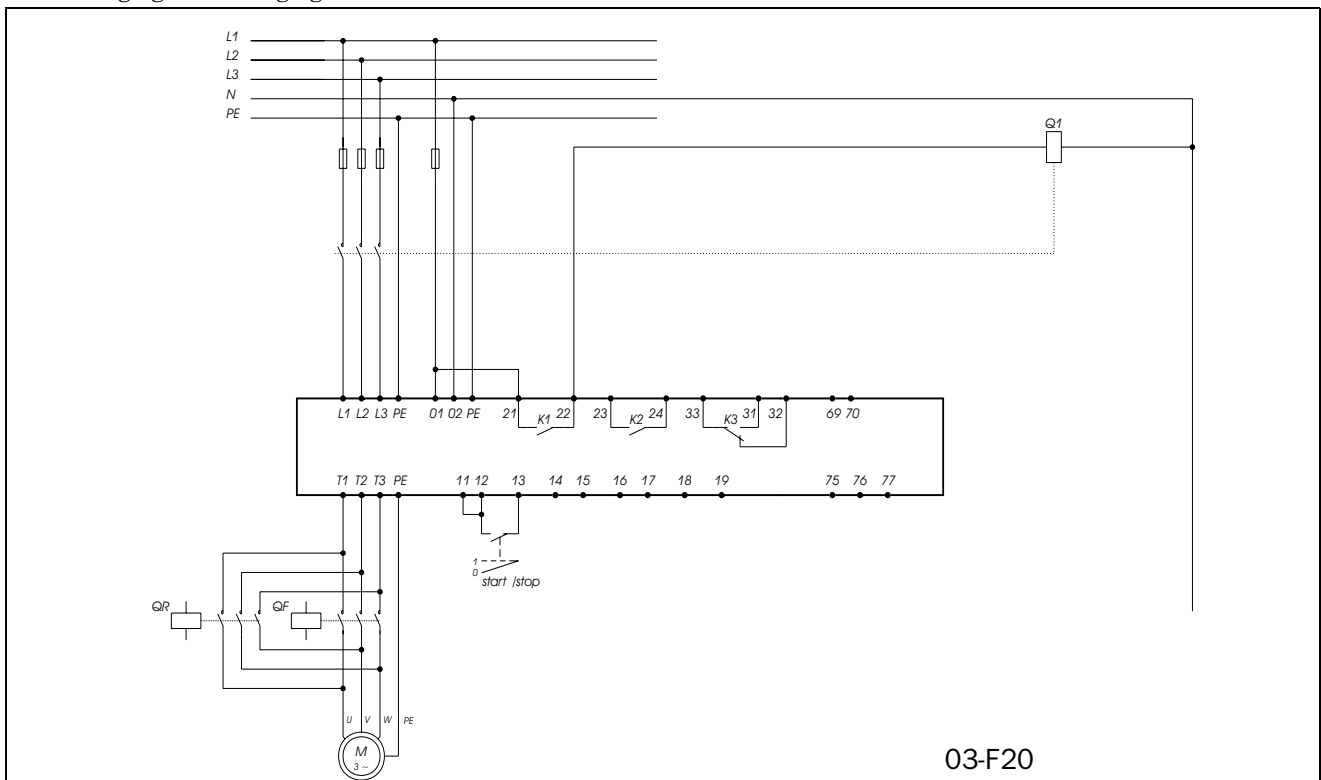 L1
L2
L3
N
PE
Q1
L1 L2 L3 PE 01 02 PE 21 22 23 24 33 31 32 69 70
K1 K2 K3
T1 T2 T3 PE 11 12 13 14 15 16 17 18 19 75 76 77
1
0
start /stop
QR QF
U V W PE
M
3 ~
03-F20